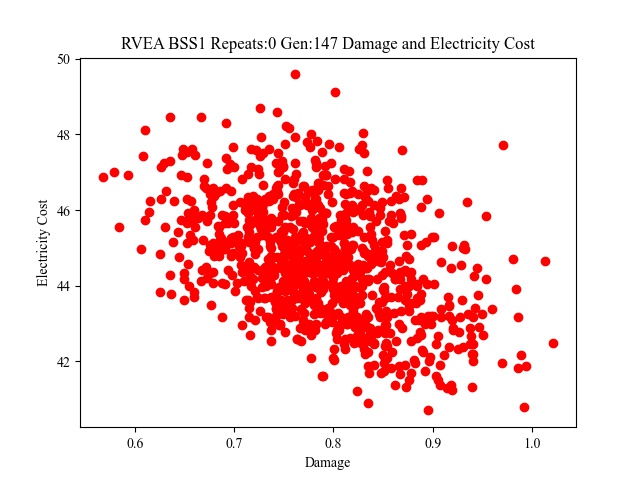 RVEA BSS1 Repeats:0 Gen:147 Damage and Electricity Cost
50
48
46
44
42
Electricity Cost
0.6 0.7 0.8 0.9 1.0
Damage